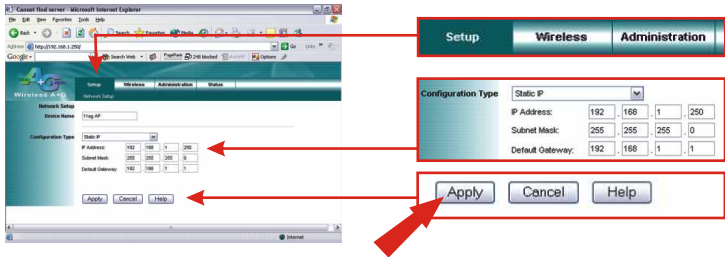 Cannot find server - Microsoft Internet Explorer
File Edit View Favorites Tools Help
Back Search Favorites Media
Address http://192.168.1.250/ Go Links
Google Search Web PageRank 248 blocked AutoFill Options
Wireless A+G
Setup Wireless Administration Status
Network Setup
Network Setup
Device Name 11ag AP
Configuration Type Static IP
IP Address: 192 . 168 . 1 . 250
Subnet Mask: 255 . 255 . 255 . 0
Default Gateway: 192 . 168 . 1 . 1
Apply Cancel Help
Internet
Setup Wireless Administration
Configuration Type Static IP
IP Address: 192 . 168 . 1 . 250
Subnet Mask: 255 . 255 . 255 . 0
Default Gateway: 192 . 168 . 1 . 1
Apply Cancel Help